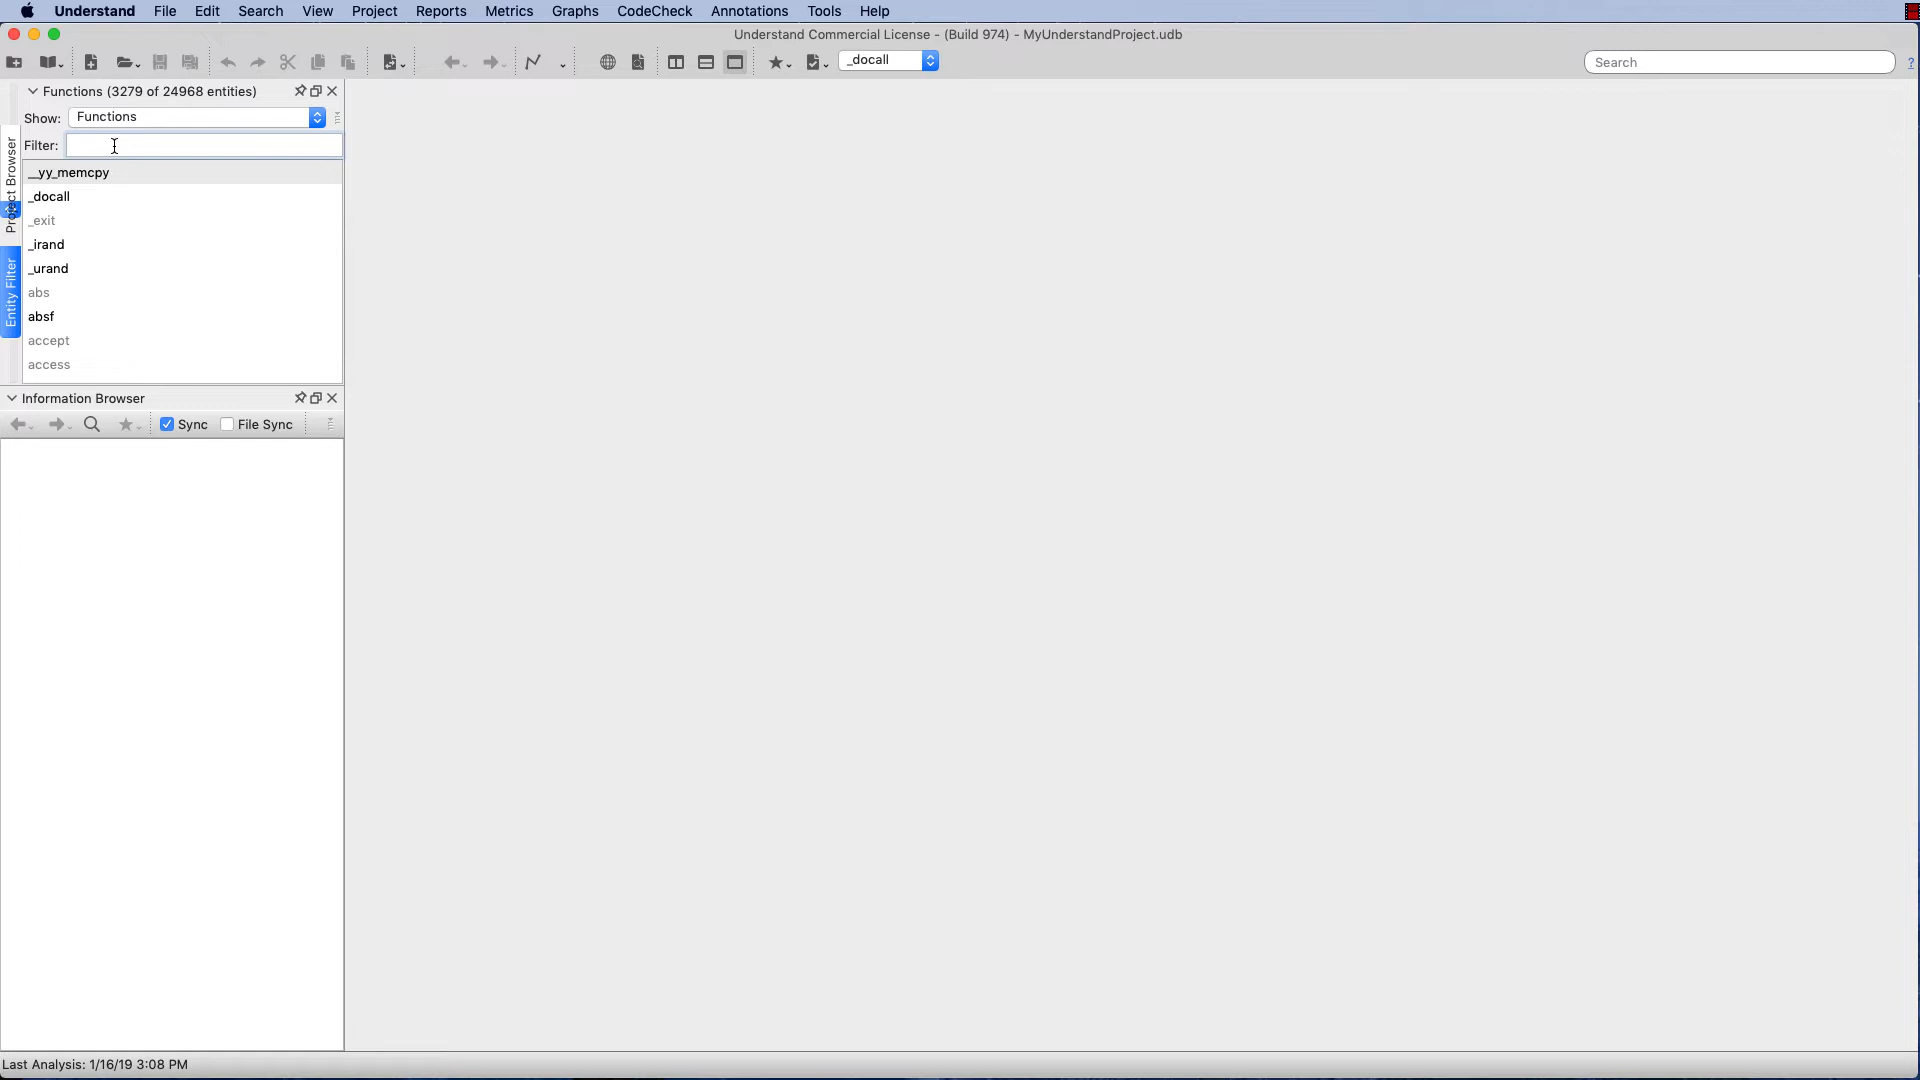 Understand File Edit Search View Project Reports Metrics Graphs CodeCheck Annotations Tools Help
Understand Commercial License - (Build 974) - MyUnderstandProject.udb
_docall
Search
?
Functions (3279 of 24968 entities)
Show: Functions
Filter:
Project Browser
Entity Filter
__yy_memcpy
_docall
_exit
_irand
_urand
abs
absf
accept
access
Information Browser
Sync File Sync
Last Analysis: 1/16/19 3:08 PM